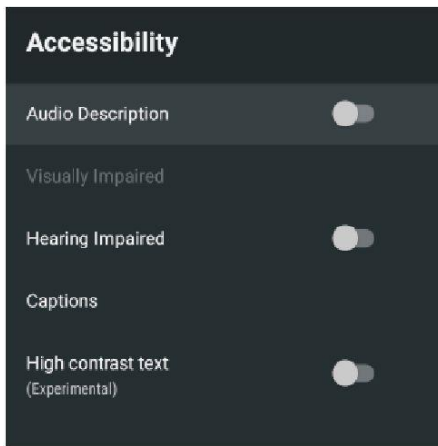 Accessibility
Audio Description
Visually Impaired
Hearing Impaired
Captions
High contrast text
(Experimental)